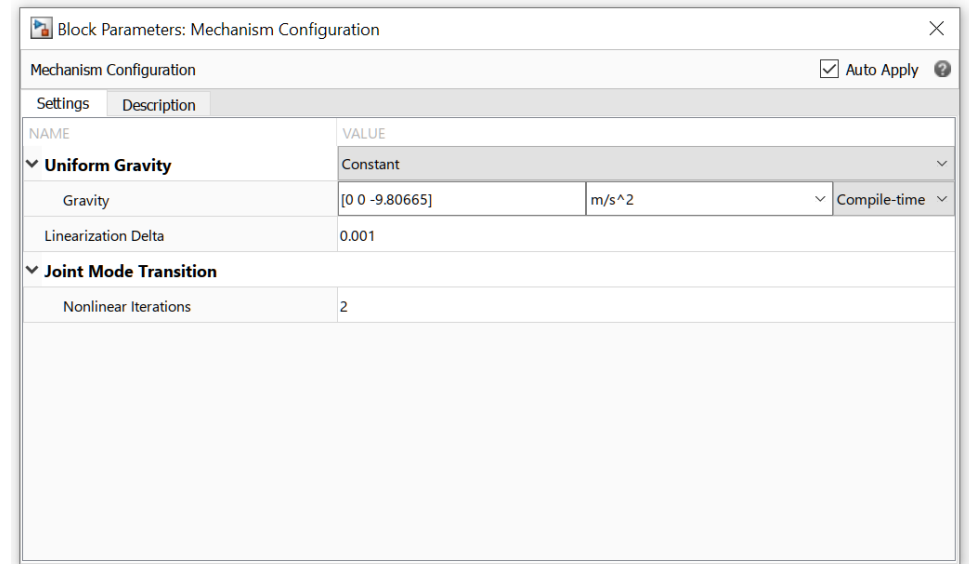 Block Parameters: Mechanism Configuration
Mechanism Configuration Auto Apply
Settings Description
NAME VALUE
Uniform Gravity Constant
Gravity [0 0 -9.80665] m/s^2 Compile-time
Linearization Delta 0.001
Joint Mode Transition
Nonlinear Iterations 2